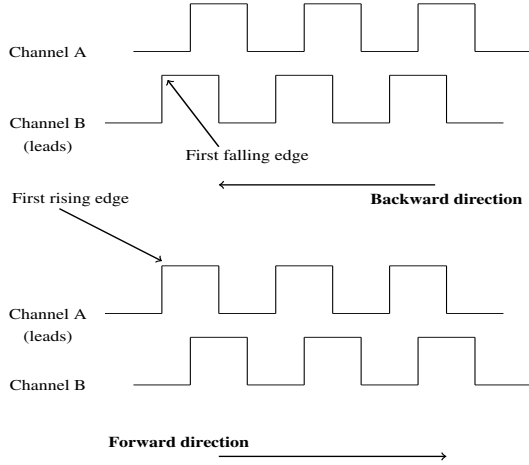 Channel A
Channel B
(leads)
First falling edge
Backward direction
First rising edge
Channel A
(leads)
Channel B
Forward direction